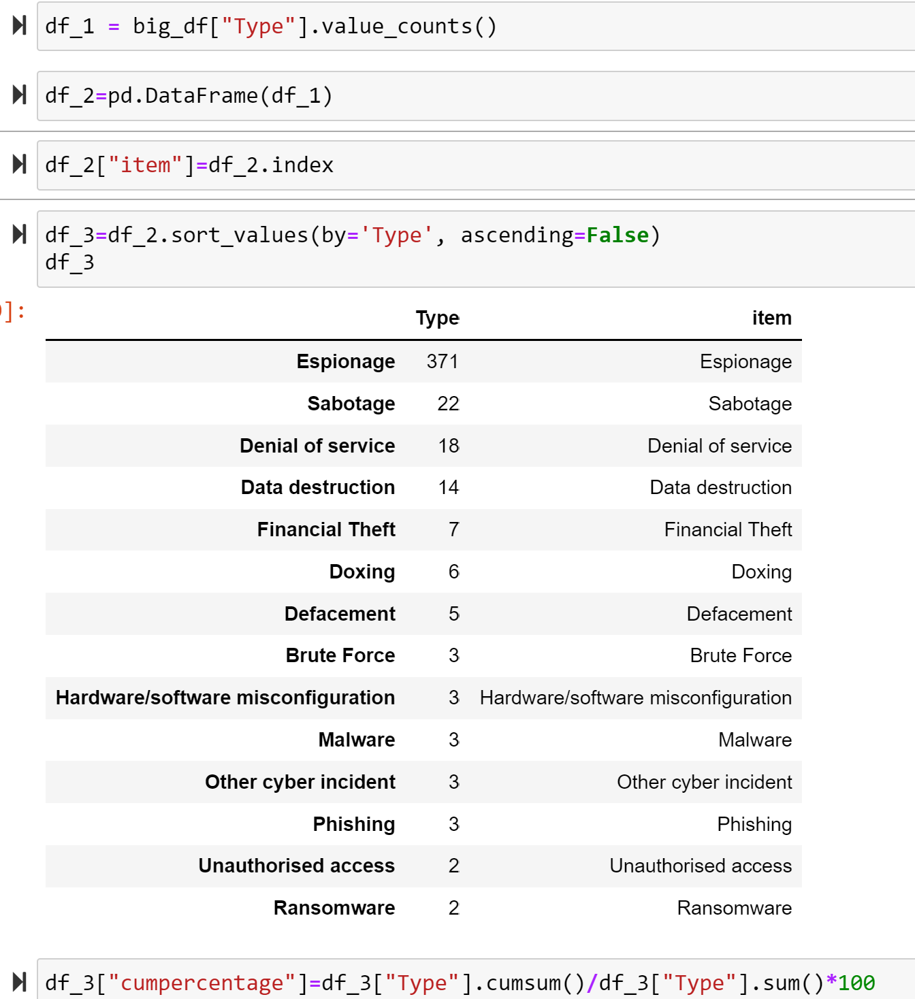 df_1 = big_df["Type"].value_counts()
df_2=pd.DataFrame(df_1)
df_2["item"]=df_2.index
df_3=df_2.sort_values(by='Type', ascending=False)
df_3
]:
Type item
Espionage 371 Espionage
Sabotage 22 Sabotage
Denial of service 18 Denial of service
Data destruction 14 Data destruction
Financial Theft 7 Financial Theft
Doxing 6 Doxing
Defacement 5 Defacement
Brute Force 3 Brute Force
Hardware/software misconfiguration 3 Hardware/software misconfiguration
Malware 3 Malware
Other cyber incident 3 Other cyber incident
Phishing 3 Phishing
Unauthorised access 2 Unauthorised access
Ransomware 2 Ransomware
df_3["cumpercentage"]=df_3["Type"].cumsum()/df_3["Type"].sum()*100